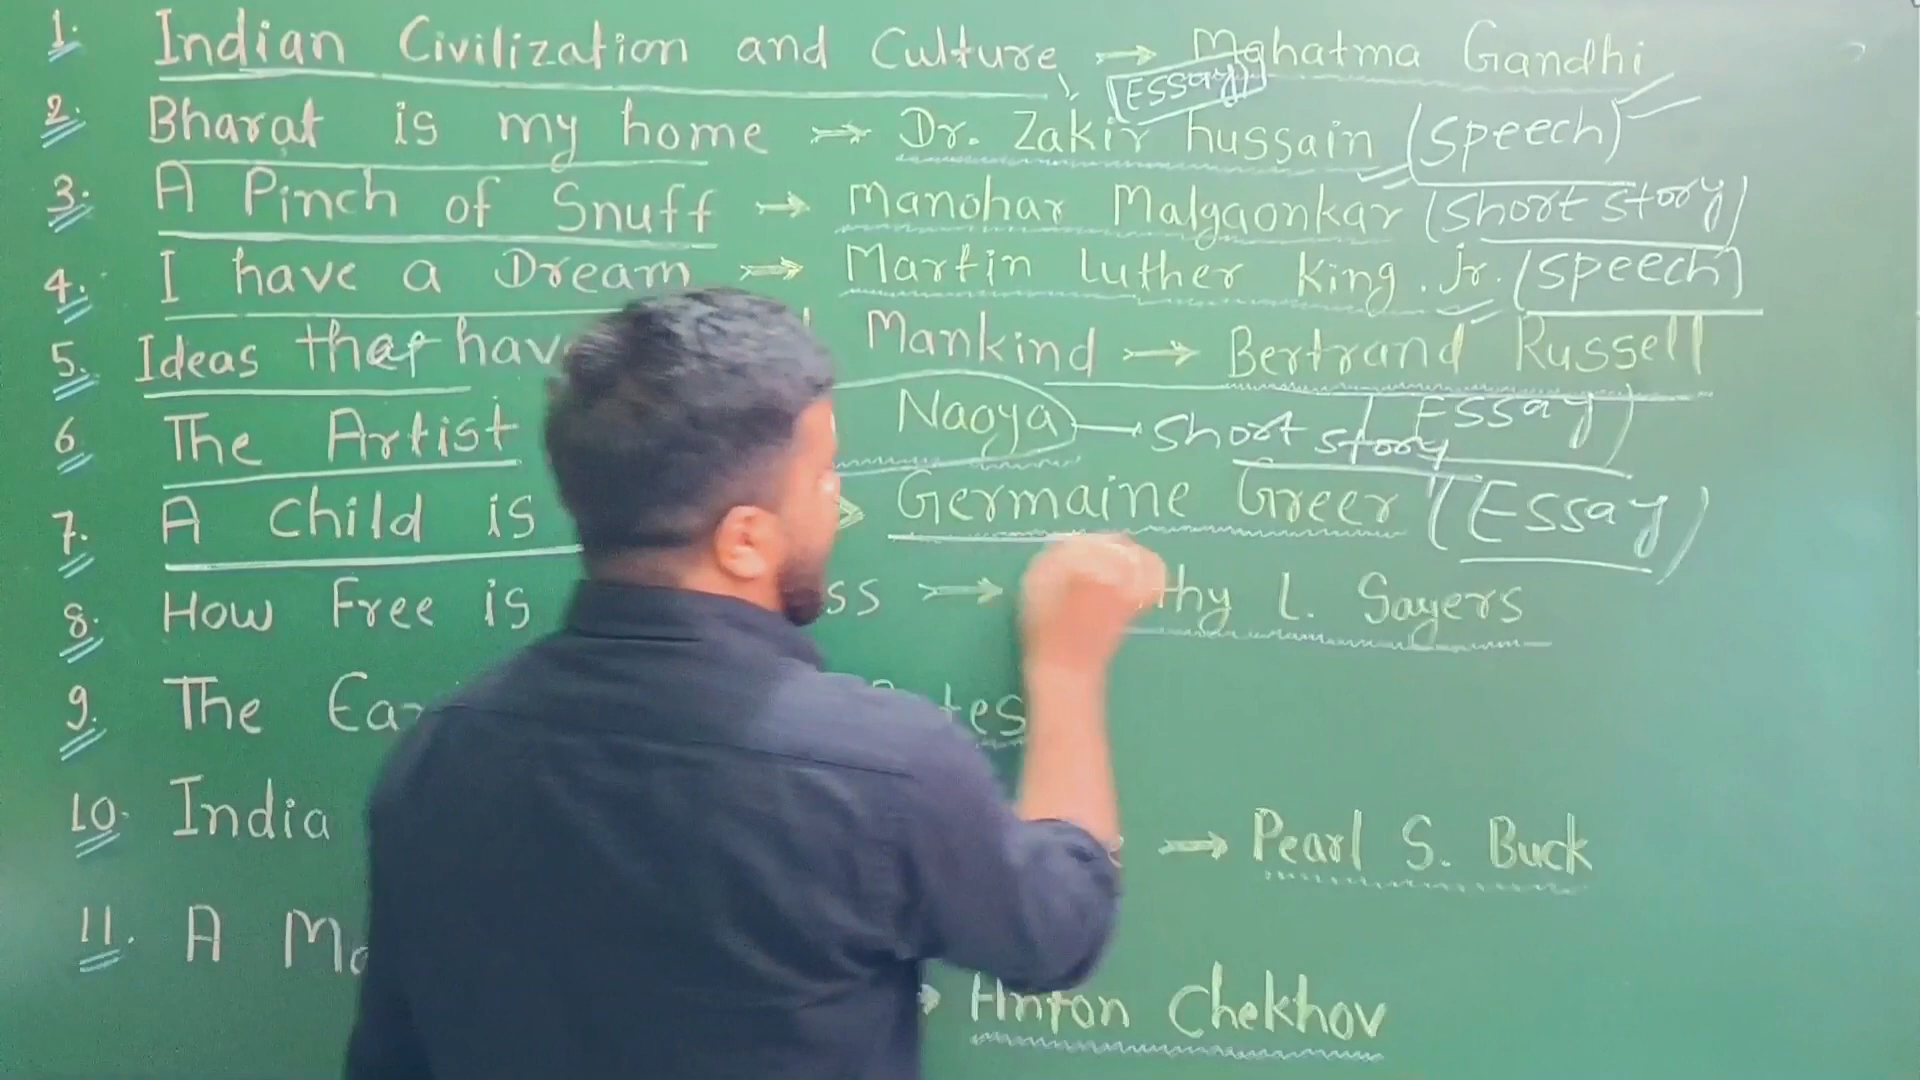 1. Indian Civilization and Culture → Mahatma Gandhi
[Essay]
2. Bharat is my home → Dr. Zakir hussain (Speech)
3. A Pinch of Snuff → Manohar Malgaonkar (Short story)
4. I have a Dream → Martin Luther King. Jr. (Speech)
5. Ideas that hav Mankind → Bertrand Russell
(Essay)
6 The Artist Naoya → Short story
7. A child is → Germaine Greer (Essay)
8. How Free is ss → thy L. Sayers
9. The Ea tes
10. India → Pearl S. Buck
11. A Mo
→ Anton Chekhov